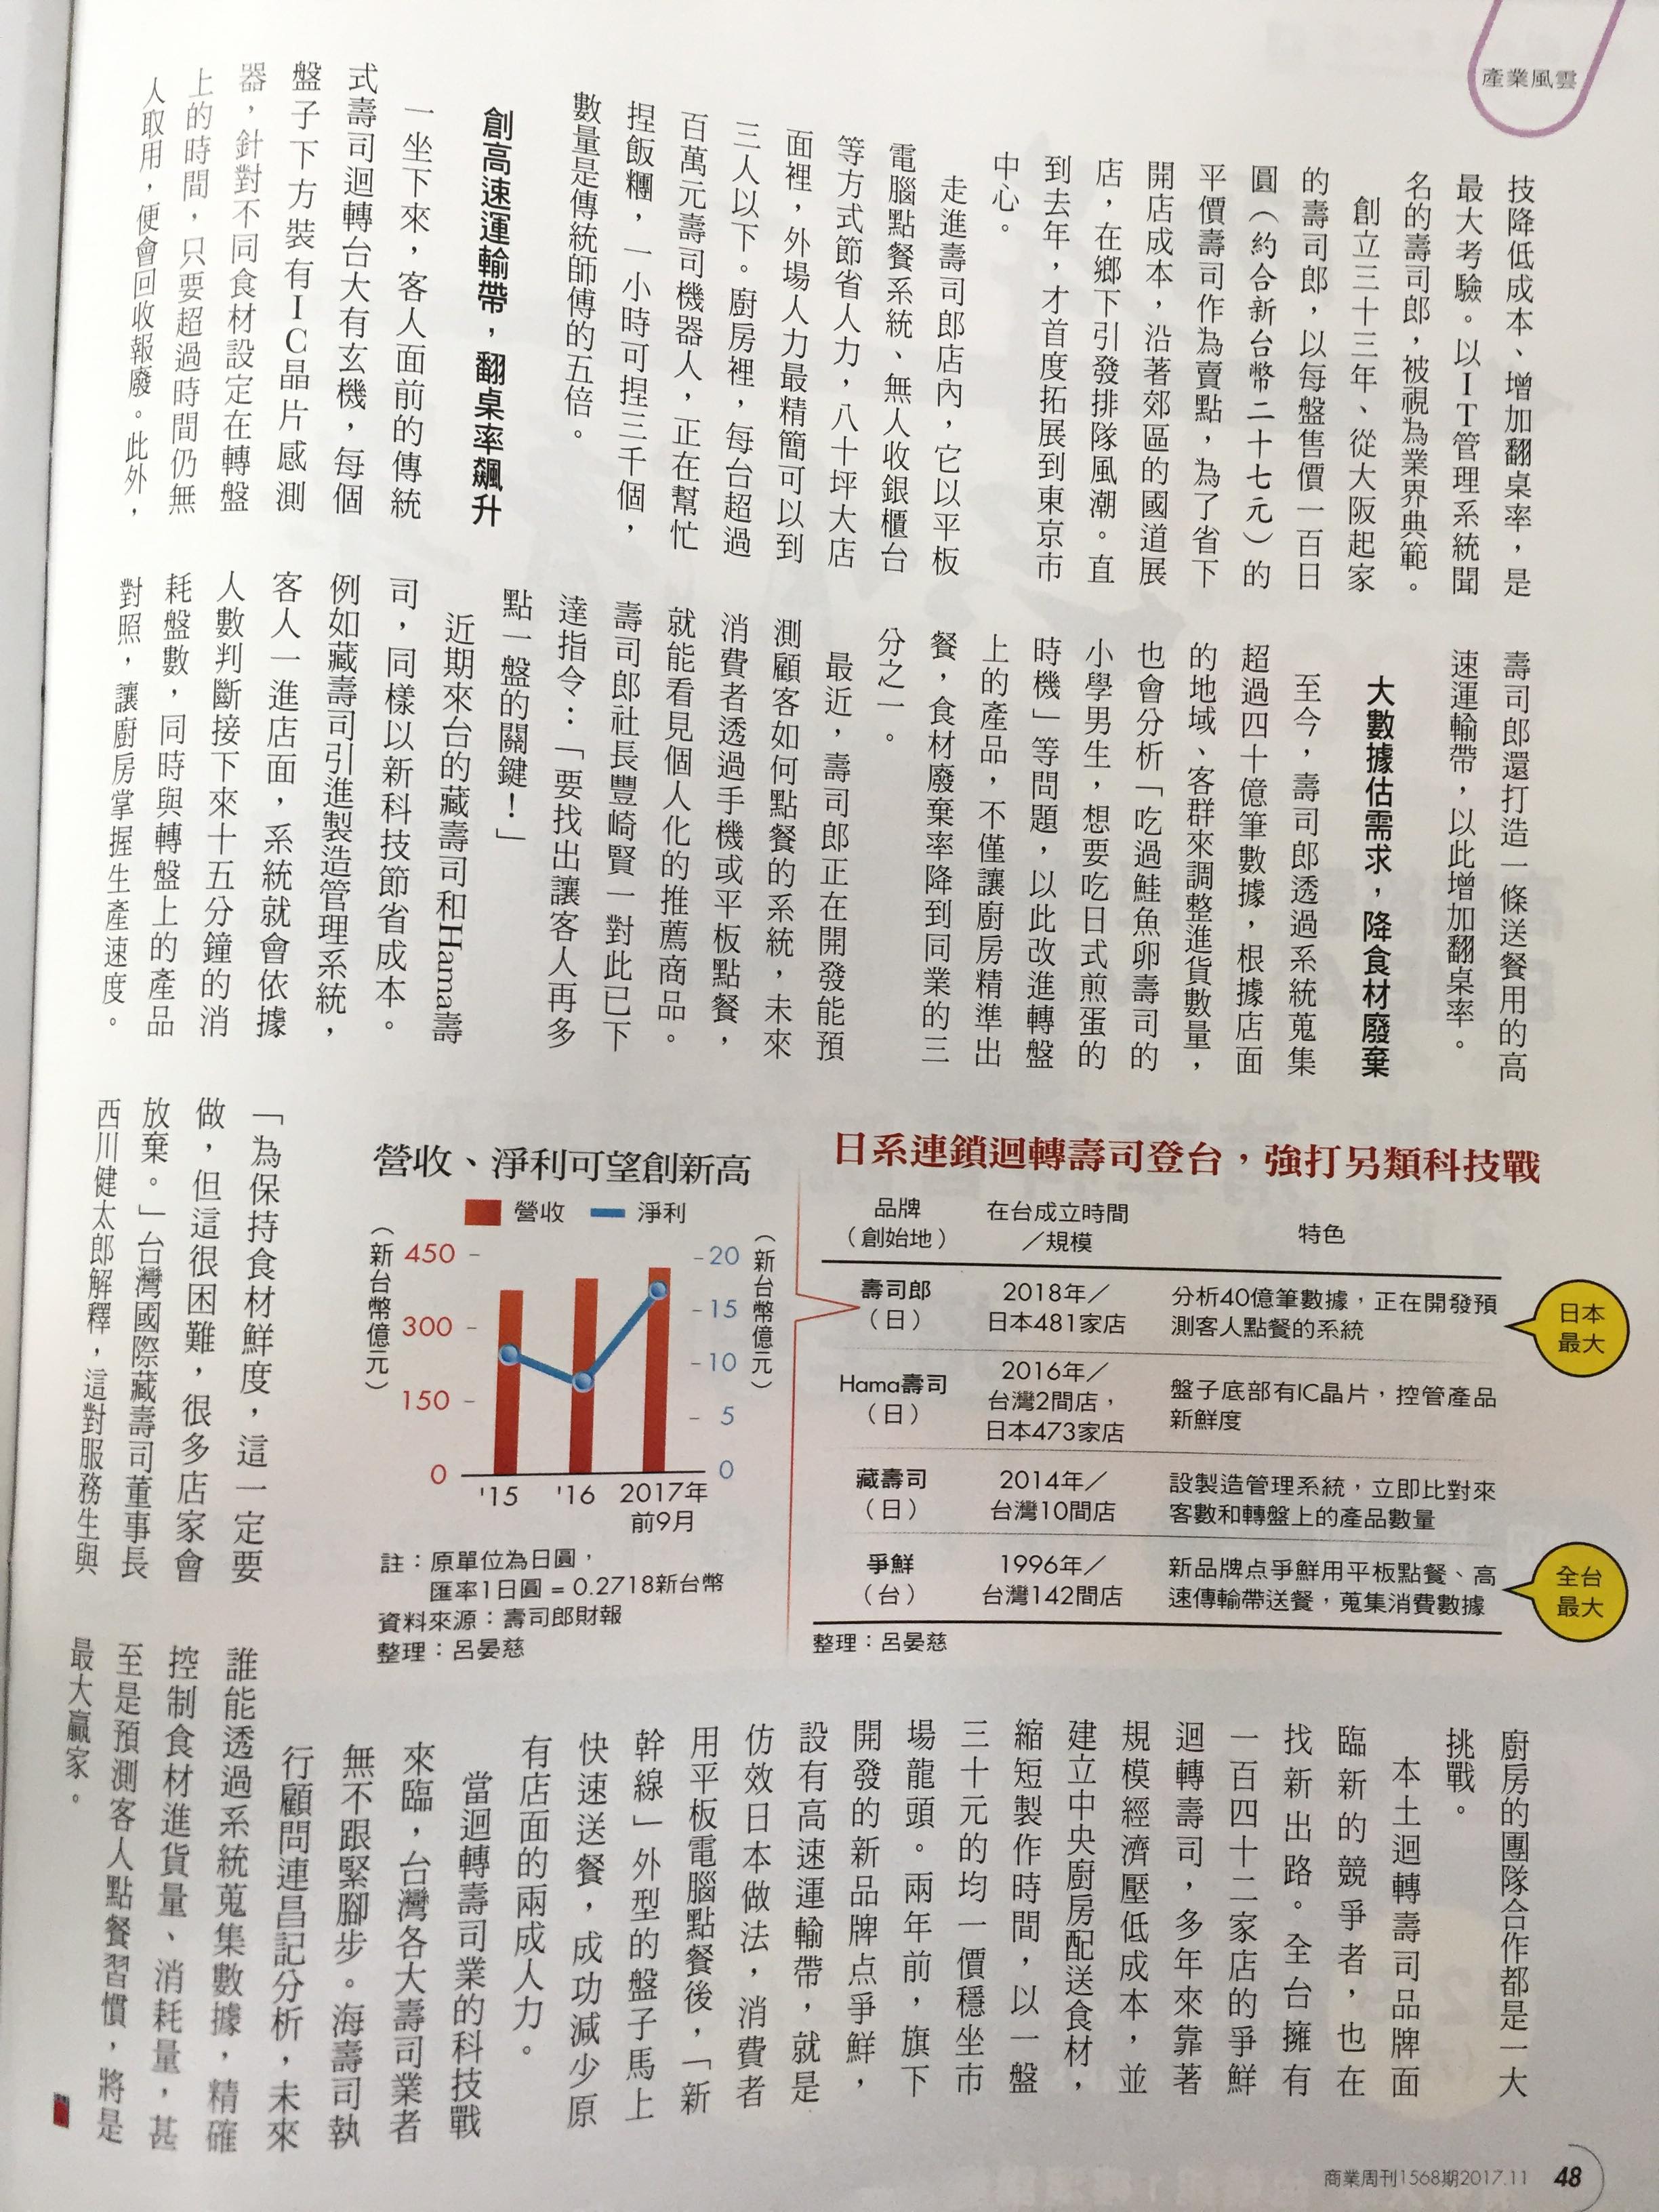 產業風雲
技降低成本、增加翻桌率，是
最大考驗。以IT管理系統聞
名的壽司郎，被視為業界典範。
創立三十三年、從大阪起家
的壽司郎，以每盤售價一百日
圓（約合新台幣二十七元）的
平價壽司作為賣點，為了省下
開店成本，沿著郊區的國道展
店，在鄉下引發排隊風潮。直
到去年，才首度拓展到東京市
中心。
走進壽司郎店內，它以平板
電腦點餐系統、無人收銀櫃台
等方式節省人力，八十坪大店
面裡，外場人力最精簡可以到
三人以下。廚房裡，每台超過
百萬元壽司機器人，正在幫忙
捏飯糰，一小時可捏三千個，
數量是傳統師傅的五倍。
創高速運輸帶，翻桌率飆升
一坐下來，客人面前的傳統
式壽司迴轉台大有玄機，每個
盤子下方裝有IC晶片感測
器，針對不同食材設定在轉盤
上的時間，只要超過時間仍無
人取用，便會回收報廢。此外，
壽司郎還打造一條送餐用的高
速運輸帶，以此增加翻桌率。
大數據估需求，降食材廢棄
至今，壽司郎透過系統蒐集
超過四十億筆數據，根據店面
的地域、客群來調整進貨數量，
也會分析「吃過鮭魚卵壽司的
小學男生，想要吃日式煎蛋的
時機」等問題，以此改進轉盤
上的產品，不僅讓廚房精準出
餐，食材廢棄率降到同業的三
分之一。
最近，壽司郎正在開發能預
測顧客如何點餐的系統，未來
消費者透過手機或平板點餐，
就能看見個人化的推薦商品。
壽司郎社長豐崎賢一對此已下
達指令：「要找出讓客人再多
點一盤的關鍵！」
近期來台的藏壽司和Hama壽
司，同樣以新科技節省成本。
例如藏壽司引進製造管理系統，
客人一進店面，系統就會依據
人數判斷接下來十五分鐘的消
耗盤數，同時與轉盤上的產品
對照，讓廚房掌握生產速度。
「為保持食材鮮度，這一定要
做，但這很困難，很多店家會
放棄。」台灣國際藏壽司董事長
西川健太郎解釋，這對服務生與
日系連鎖迴轉壽司登台，強打另類科技戰
品牌
（創始地）
在台成立時間
／規模
特色
壽司郎
（日）
2018年／
日本481家店
分析40億筆數據，正在開發預
測客人點餐的系統
日本
最大
Hama壽司
（日）
2016年／
台灣2間店，
日本473家店
盤子底部有IC晶片，控管產品
新鮮度
藏壽司
（日）
2014年／
台灣10間店
設製造管理系統，立即比對來
客數和轉盤上的產品數量
爭鮮
（台）
1996年／
台灣142間店
新品牌点爭鮮用平板點餐、高
速傳輸帶送餐，蒐集消費數據
全台
最大
整理：呂晏慈
營收、淨利可望創新高
營收 淨利
（新台幣億元）
450
300
150
0
20
15
10
5
0
（新台幣億元）
'15 '16 2017年
前9月
註：原單位為日圓，
匯率1日圓 = 0.2718新台幣
資料來源：壽司郎財報
整理：呂晏慈
廚房的團隊合作都是一大
挑戰。
本土迴轉壽司品牌面
臨新的競爭者，也在
找新出路。全台擁有
一百四十二家店的爭鮮
迴轉壽司，多年來靠著
規模經濟壓低成本，並
建立中央廚房配送食材，
縮短製作時間，以一盤
三十元的均一價穩坐市
場龍頭。兩年前，旗下
開發的新品牌点爭鮮，
設有高速運輸帶，就是
仿效日本做法，消費者
用平板電腦點餐後，「新
幹線」外型的盤子馬上
快速送餐，成功減少原
有店面的兩成人力。
當迴轉壽司業的科技戰
來臨，台灣各大壽司業者
無不跟緊腳步。海壽司執
行顧問連昌記分析，未來
誰能透過系統蒐集數據，精確
控制食材進貨量、消耗量，甚
至是預測客人點餐習慣，將是
最大贏家。
商業周刊1568期2017.11 48